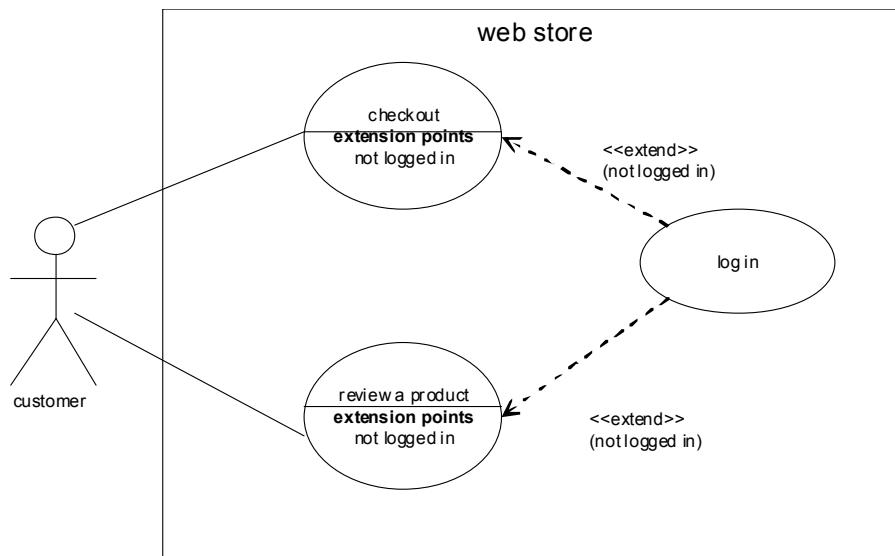 web store
checkout
extension points
not logged in
<<extend>>
(not logged in)
log in
customer
review a product
extension points
not logged in
<<extend>>
(not logged in)